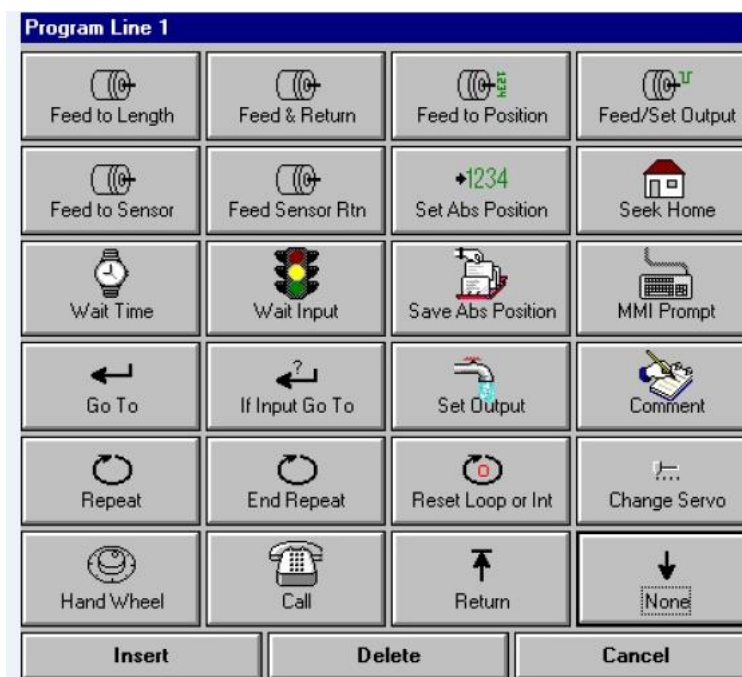 Program Line 1
Feed to Length Feed & Return Feed to Position Feed/Set Output
Feed to Sensor Feed Sensor Rtn Set Abs Position Seek Home
Wait Time Wait Input Save Abs Position MMI Prompt
Go To If Input Go To Set Output Comment
Repeat End Repeat Reset Loop or Int Change Servo
Hand Wheel Call Return None
Insert Delete Cancel